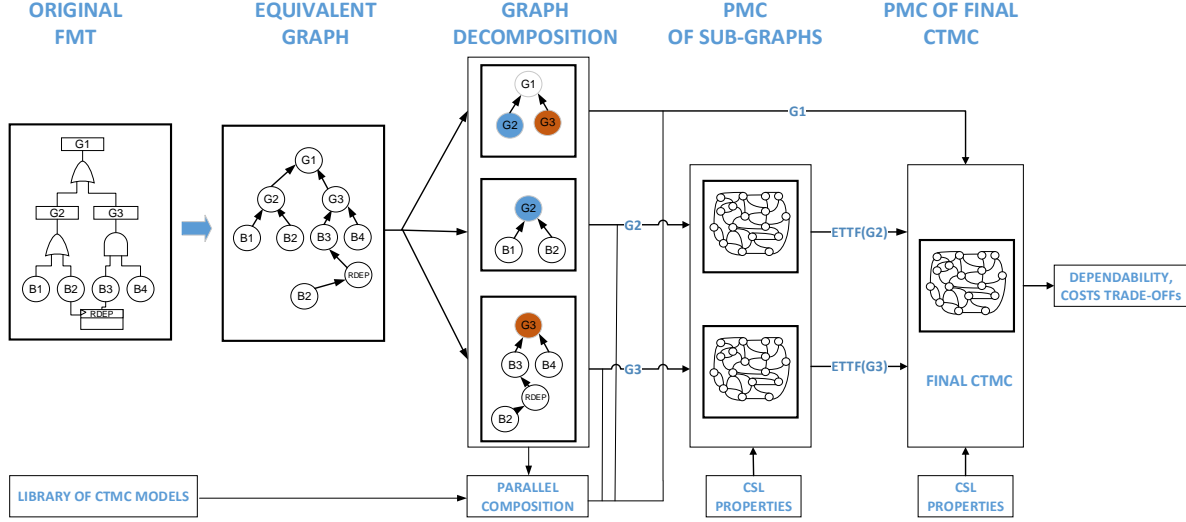 ORIGINAL
FMT
EQUIVALENT
GRAPH
GRAPH
DECOMPOSITION
PMC
OF SUB-GRAPHS
PMC OF FINAL
CTMC
G1
G2
G3
B1
B2
B3
B4
RDEP
G1
G2
G3
B1
B2
B3
B4
RDEP
B2
G1
G2
G3
G2
B1
B2
G3
B3
B4
RDEP
B2
G1
G2
G3
ETTF(G2)
ETTF(G3)
FINAL CTMC
DEPENDABILITY,
COSTS TRADE-OFFs
LIBRARY OF CTMC MODELS
PARALLEL
COMPOSITION
CSL
PROPERTIES
CSL
PROPERTIES